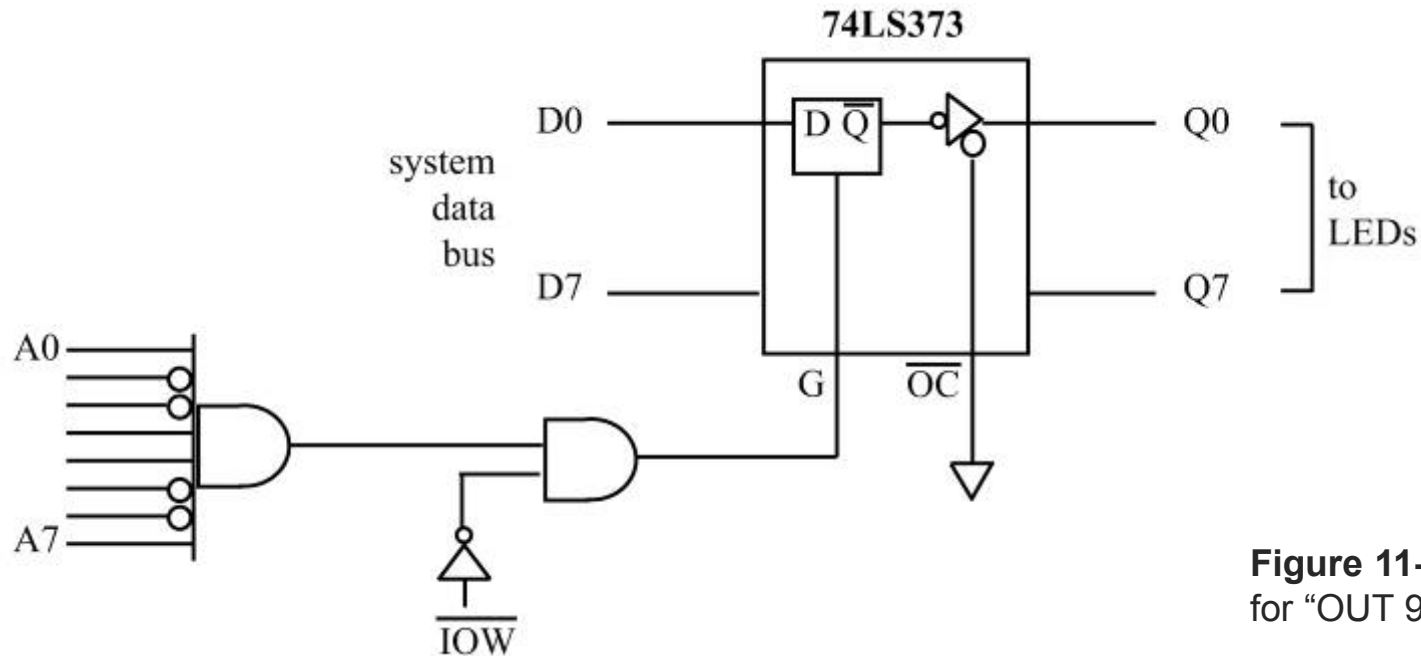 74LS373
D0
D Q
Q0
system
data
bus
to
LEDs
D7
Q7
A0
G
OC
A7
IOW
Figure 11-
for “OUT 9